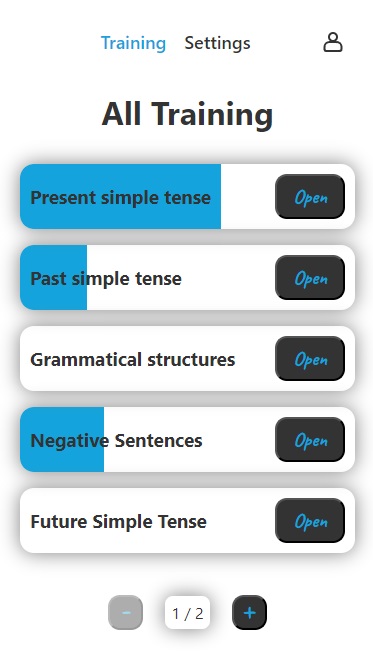 Training Settings
All Training
Present simple tense Open
Past simple tense Open
Grammatical structures Open
Negative Sentences Open
Future Simple Tense Open
- 1 / 2 +